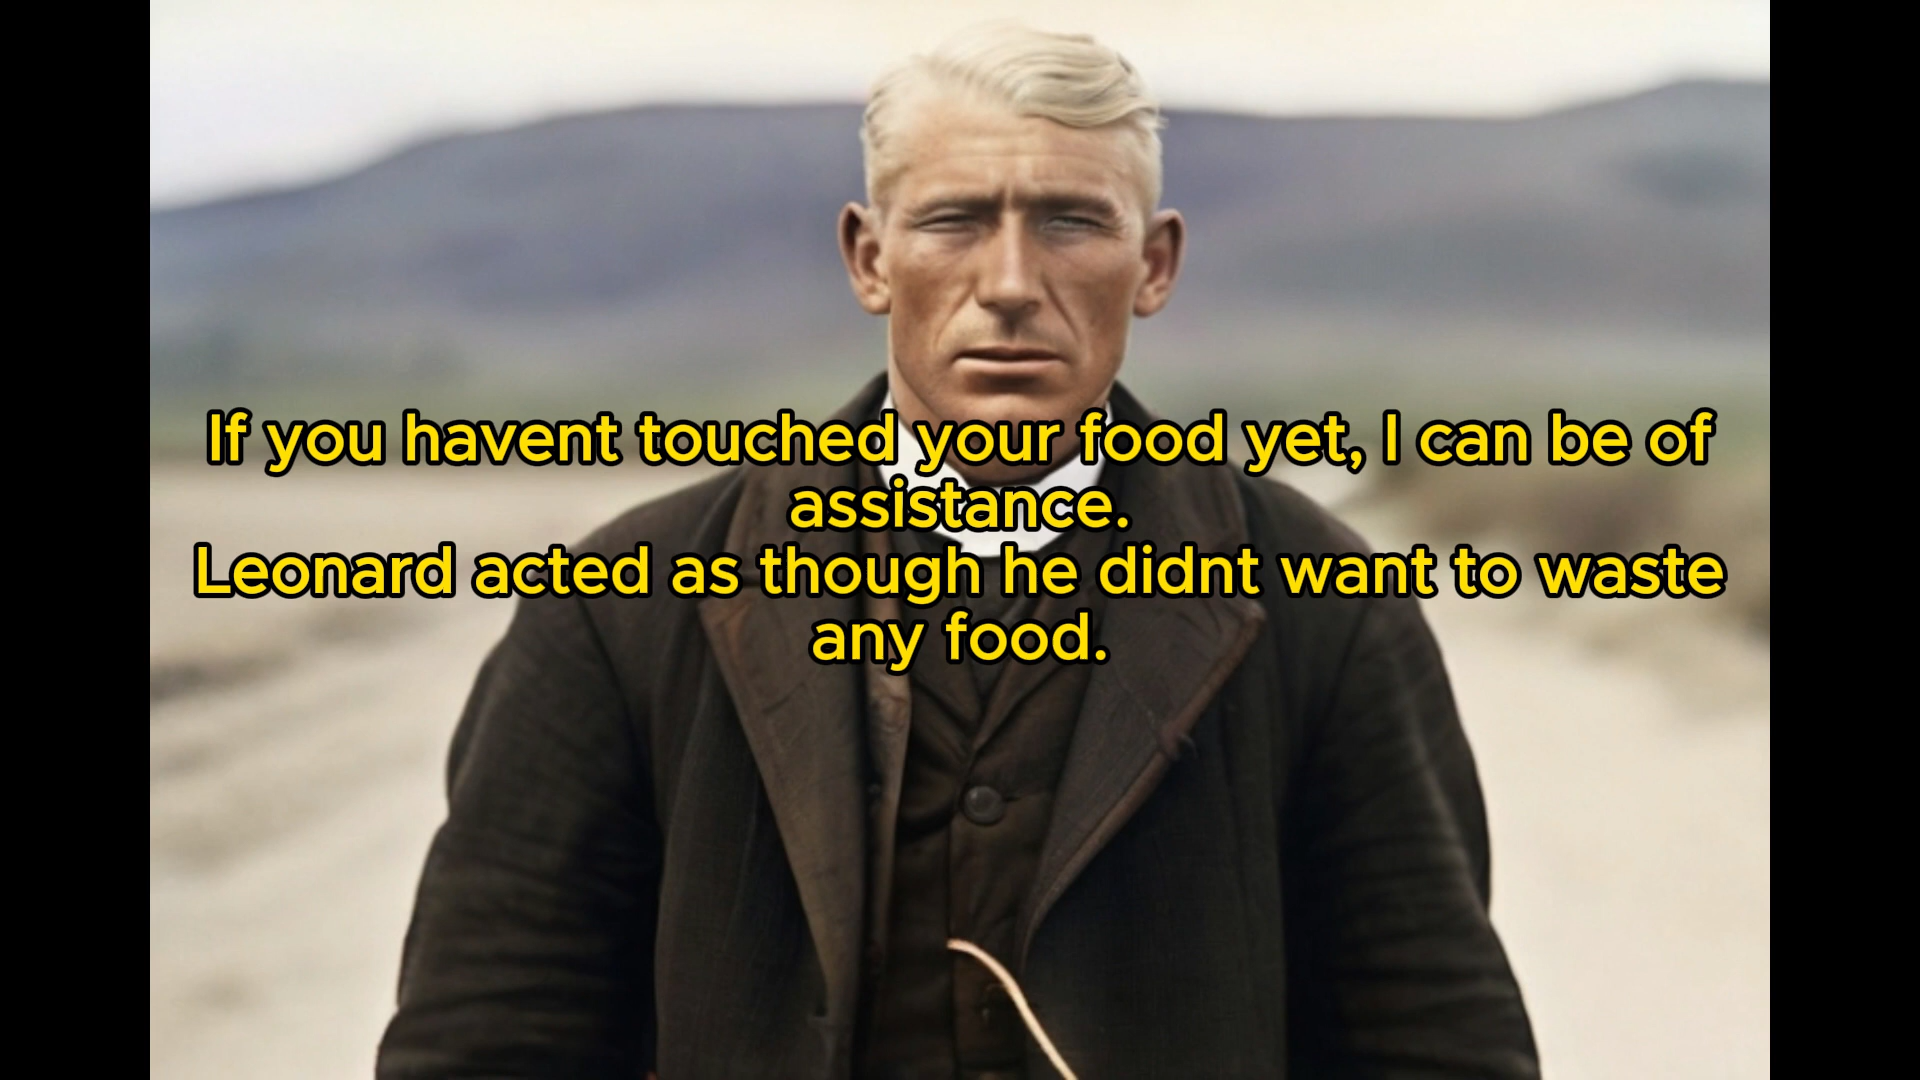 If you havent touched your food yet, I can be of
assistance.
Leonard acted as though he didnt want to waste
any food.